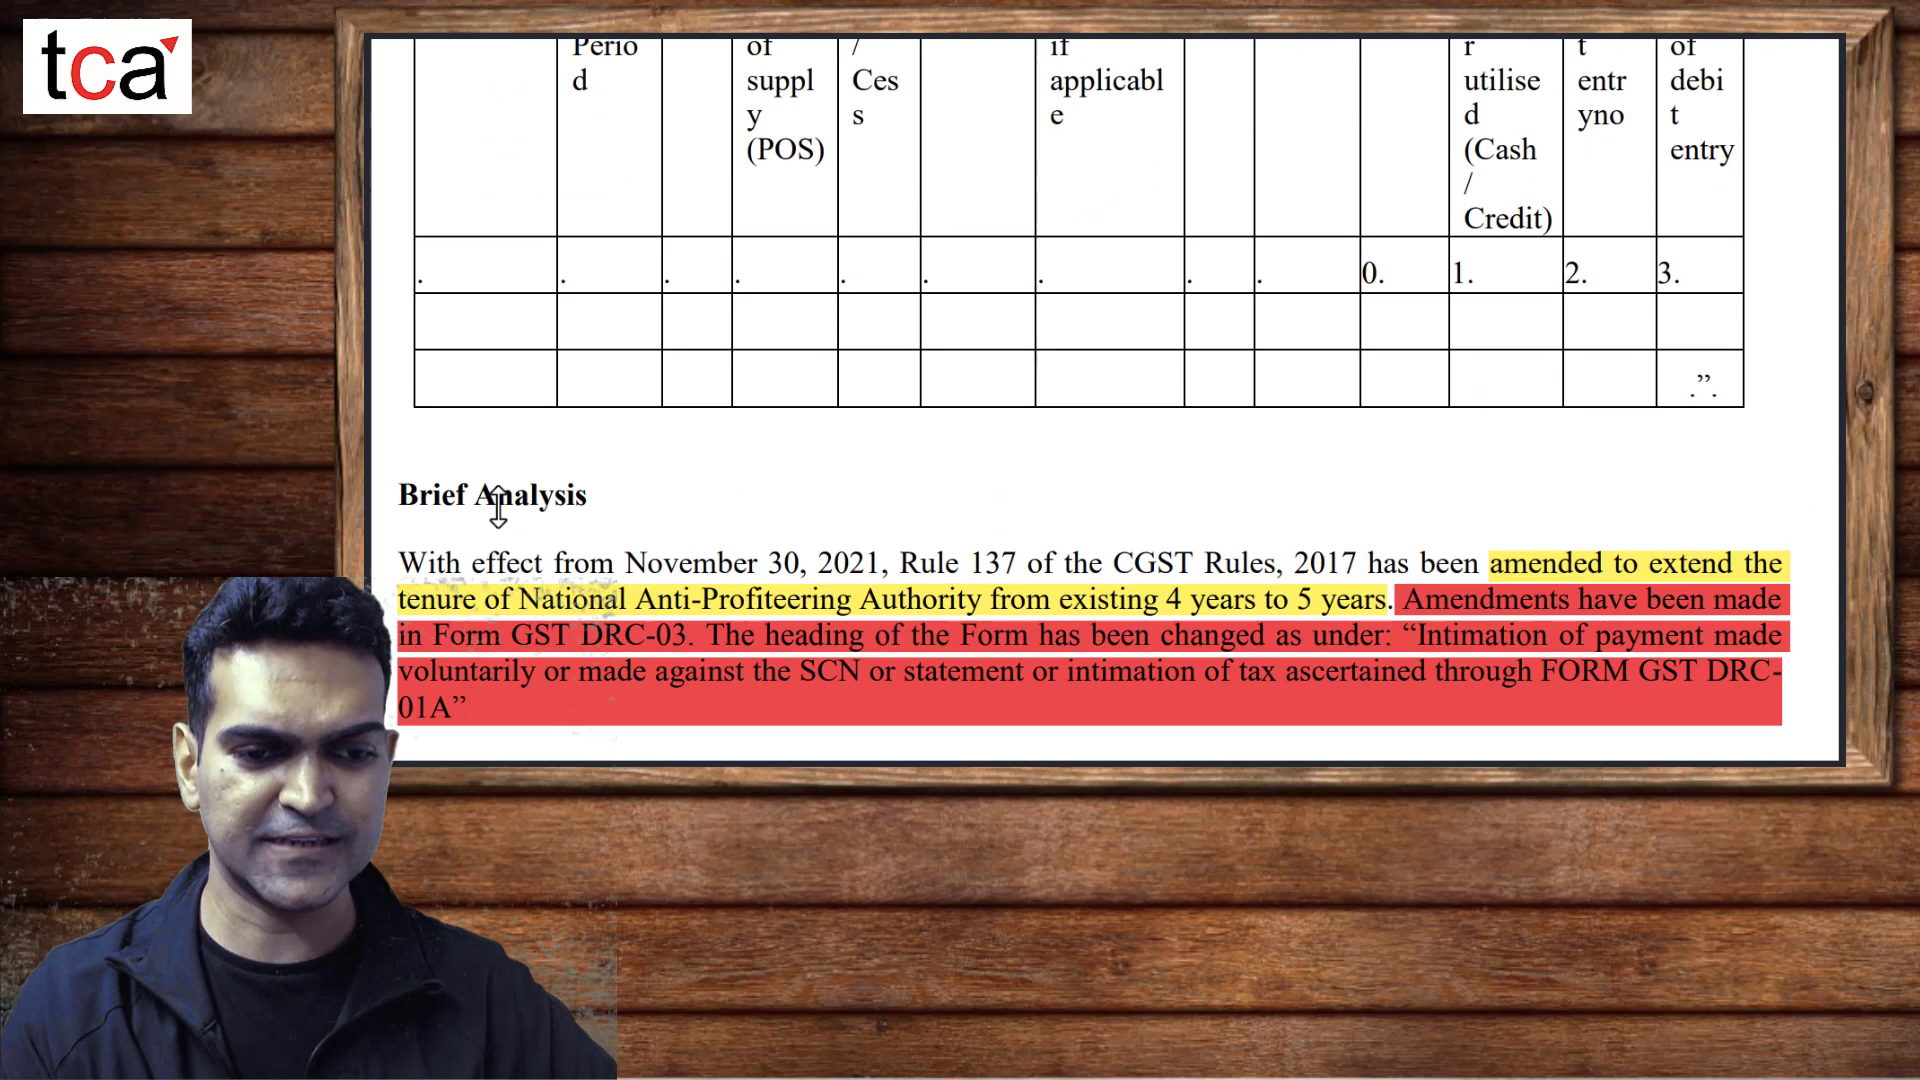 tca
Perio
d
of
suppl
y
(POS)
/
Ces
s
if
applicabl
e
r
utilise
d
(Cash
/
Credit)
t
entr
yno
of
debi
t
entry
. . . . . . . . . 0. 1. 2. 3.
.”.
Brief Analysis
With effect from November 30, 2021, Rule 137 of the CGST Rules, 2017 has been amended to extend the
tenure of National Anti-Profiteering Authority from existing 4 years to 5 years. Amendments have been made
in Form GST DRC-03. The heading of the Form has been changed as under: “Intimation of payment made
voluntarily or made against the SCN or statement or intimation of tax ascertained through FORM GST DRC-
01A”